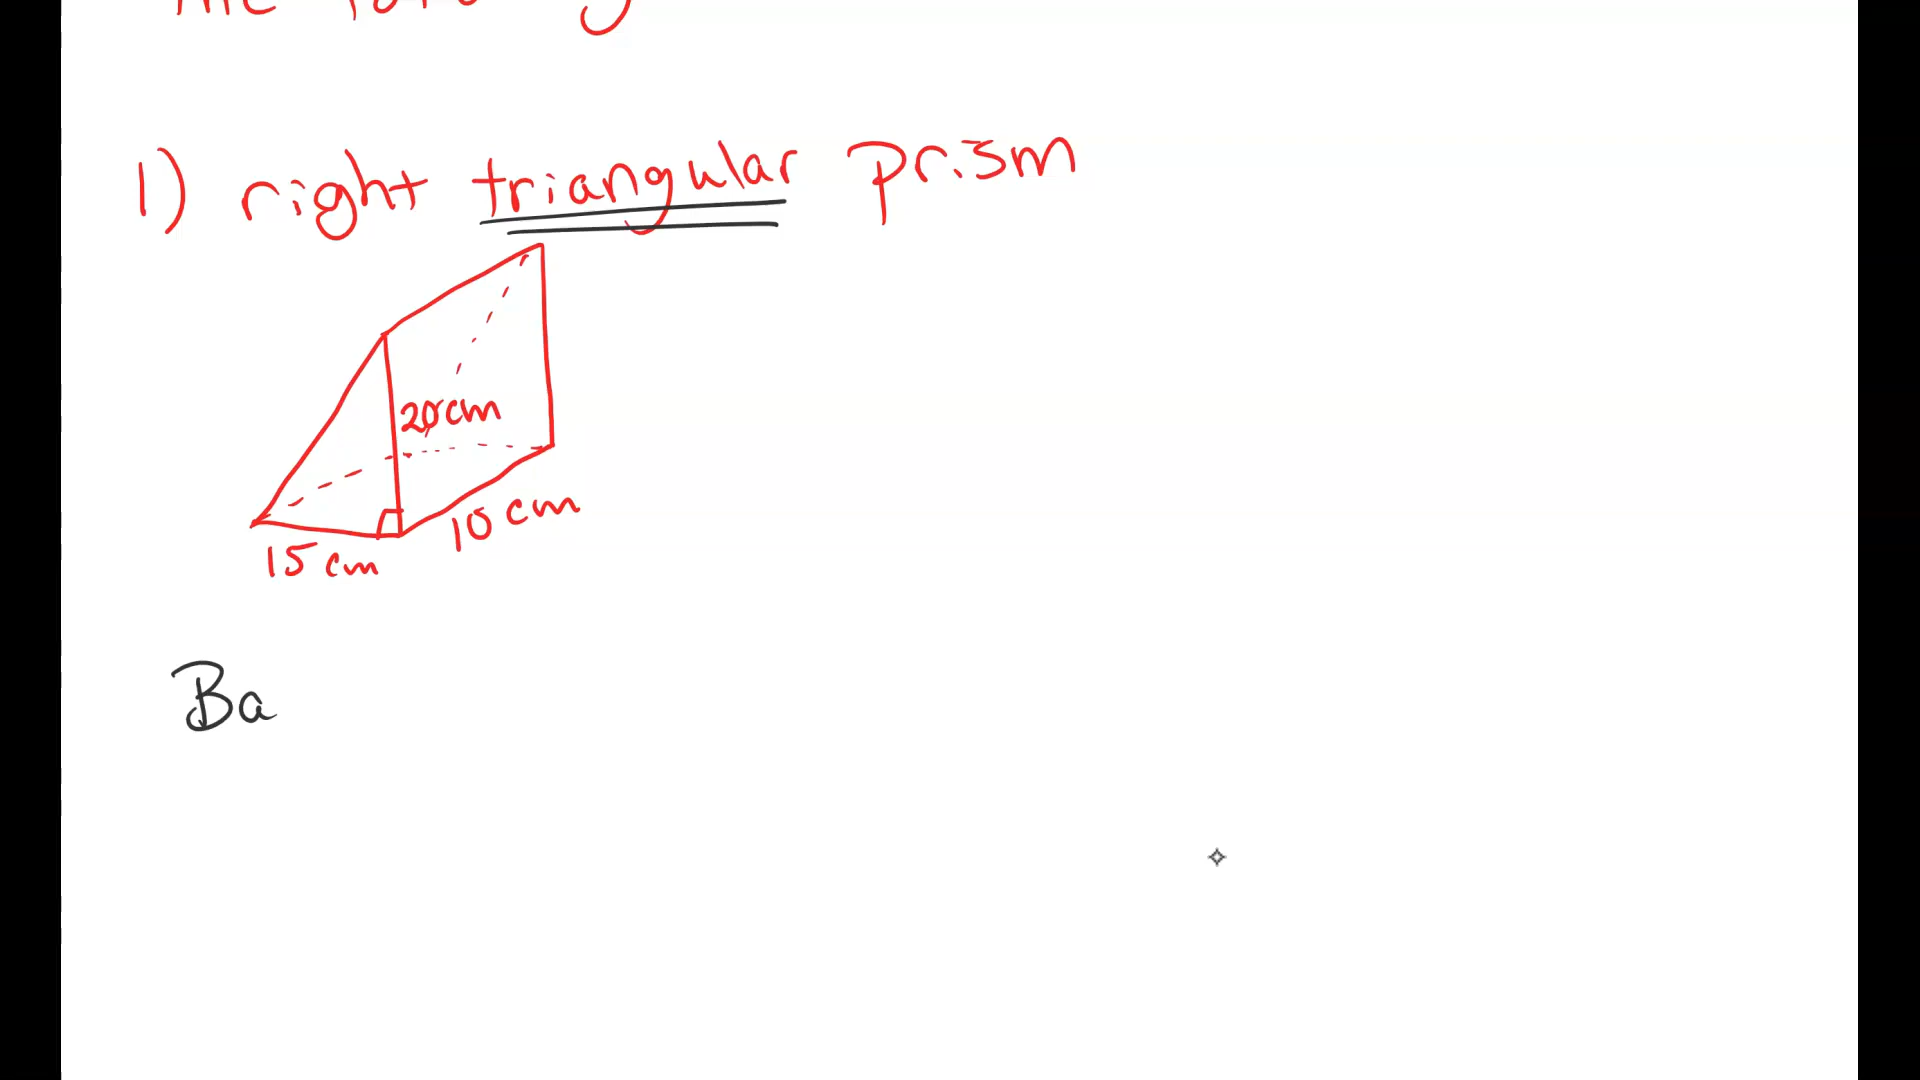 1) right triangular prism
20cm
10 cm
15 cm
Ba